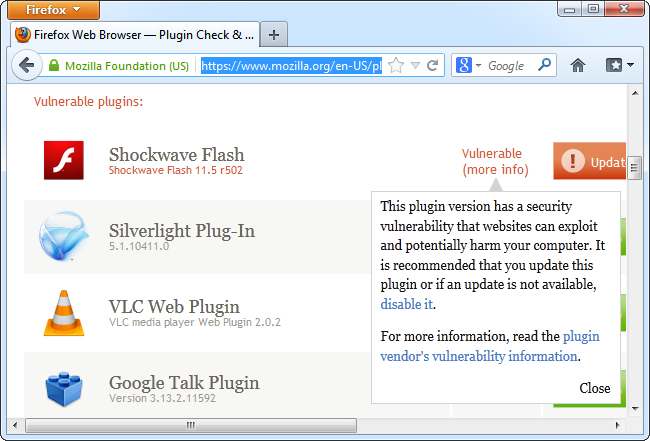 Firefox
Firefox Web Browser — Plugin Check & ...
Mozilla Foundation (US)
https://www.mozilla.org/en-US/pl
Google
Vulnerable plugins:
Shockwave Flash
Shockwave Flash 11.5 r502
Vulnerable
(more info)
Updat
This plugin version has a security
vulnerability that websites can exploit
and potentially harm your computer. It
is recommended that you update this
plugin or if an update is not available,
disable it.
For more information, read the plugin
vendor's vulnerability information.
Close
Silverlight Plug-In
5.1.10411.0
VLC Web Plugin
VLC media player Web Plugin 2.0.2
Google Talk Plugin
Version 3.13.2.11592